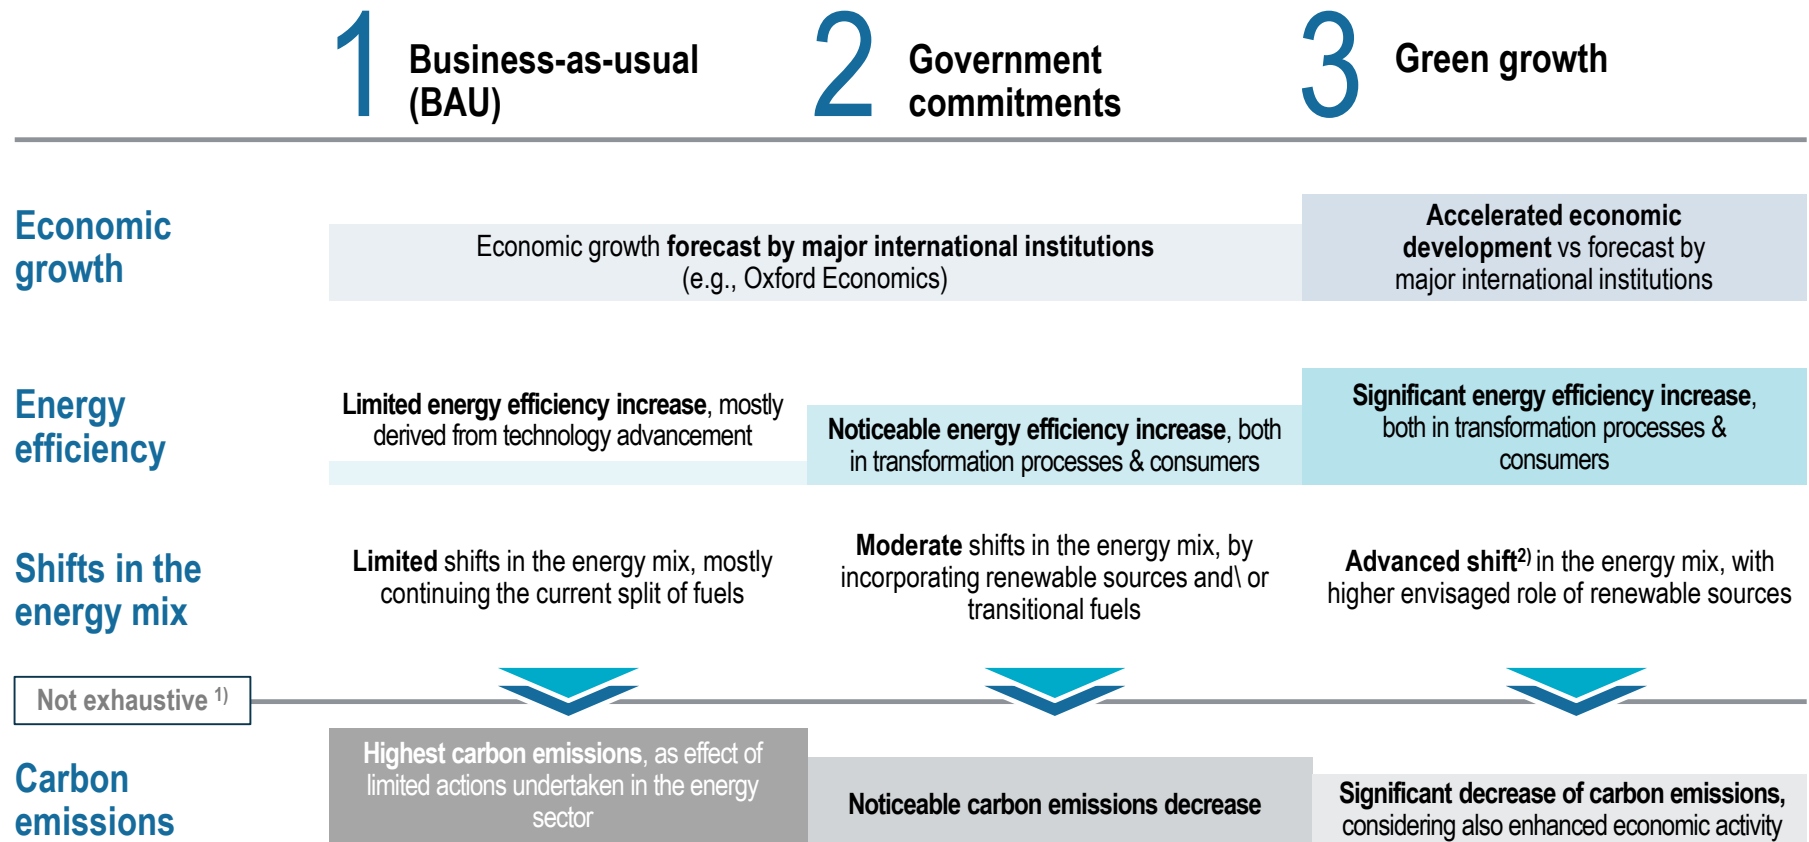 1 Business-as-usual
(BAU)
2 Government
commitments
3 Green growth
Economic
growth
Economic growth forecast by major international institutions
(e.g., Oxford Economics)
Accelerated economic
development vs forecast by
major international institutions
Energy
efficiency
Limited energy efficiency increase, mostly
derived from technology advancement
Noticeable energy efficiency increase, both
in transformation processes & consumers
Significant energy efficiency increase,
both in transformation processes &
consumers
Shifts in the
energy mix
Limited shifts in the energy mix, mostly
continuing the current split of fuels
Moderate shifts in the energy mix, by
incorporating renewable sources and\ or
transitional fuels
Advanced shift2) in the energy mix, with
higher envisaged role of renewable sources
Not exhaustive 1)
Carbon
emissions
Highest carbon emissions, as effect of
limited actions undertaken in the energy
sector
Noticeable carbon emissions decrease
Significant decrease of carbon emissions,
considering also enhanced economic activity